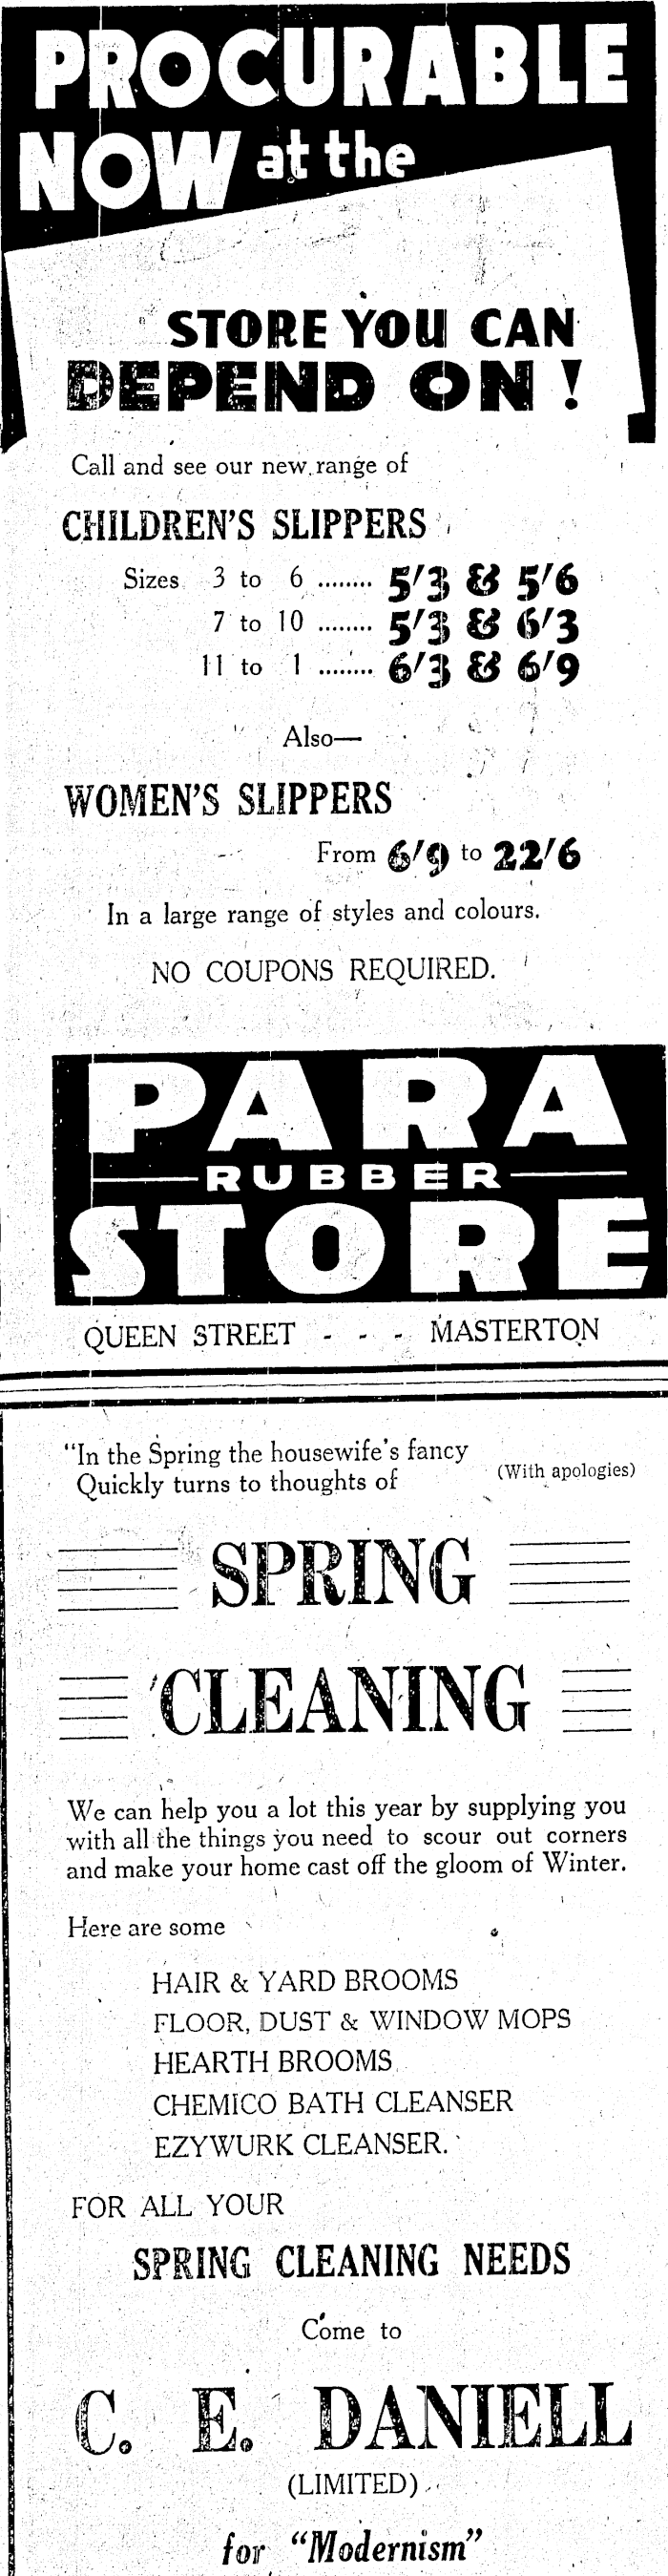 PROCURABLE
NOW at the
STORE YOU CAN
DEPEND ON!
Call and see our new range of
CHILDREN'S SLIPPERS
Sizes 3 to 6 ........ 5/3 & 5/6
7 to 10 ........ 5/3 & 6/3
11 to 1 ........ 6/3 & 6/9
Also—
WOMEN'S SLIPPERS
From 6/9 to 22/6
In a large range of styles and colours.
NO COUPONS REQUIRED.
PARA
RUBBER
STORE
QUEEN STREET - - - MASTERTON
"In the Spring the housewife's fancy
Quickly turns to thoughts of (With apologies)
SPRING
CLEANING
We can help you a lot this year by supplying you
with all the things you need to scour out corners
and make your home cast off the gloom of Winter.
Here are some
HAIR & YARD BROOMS
FLOOR, DUST & WINDOW MOPS
HEARTH BROOMS
CHEMICO BATH CLEANSER
EZYWURK CLEANSER.
FOR ALL YOUR
SPRING CLEANING NEEDS
Come to
C. E. DANIELL
(LIMITED)
for "Modernism"